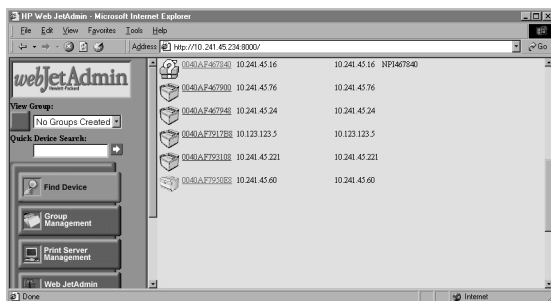 HP Web JetAdmin - Microsoft Internet Explorer
File Edit View Favorites Tools Help
Address http://10.241.45.234:8000/
webJetAdmin
Hewlett-Packard
View Group:
No Groups Created
Quick Device Search:
Find Device
Group Management
Print Server Management
Web JetAdmin
0040AF467840 10.241.45.16 10.241.45.16 NPI467840
0040AF467900 10.241.45.76 10.241.45.76
0040AF467948 10.241.45.24 10.241.45.24
0040AF7917B8 10.123.123.5 10.123.123.5
0040AF793108 10.241.45.221 10.241.45.221
0040AF7950E8 10.241.45.60 10.241.45.60
Done
Internet